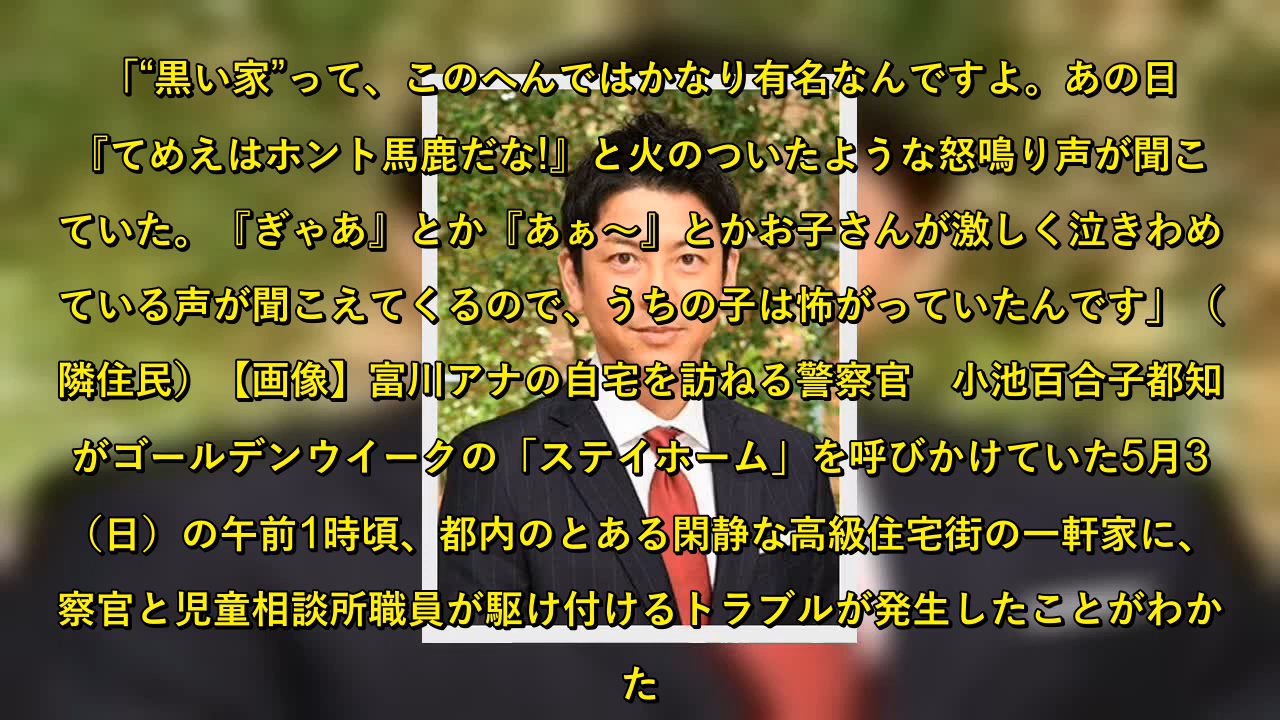 「“黒い家”って、このへんではかなり有名なんですよ。あの日
『てめえはホント馬鹿だな!』と火のついたような怒鳴り声が聞こ
ていた。『ぎゃあ』とか『あぁ〜』とかお子さんが激しく泣きわめ
ている声が聞こえてくるので、うちの子は怖がっていたんです」（
隣住民）【画像】富川アナの自宅を訪ねる警察官　小池百合子都知
がゴールデンウイークの「ステイホーム」を呼びかけていた5月3
（日）の午前1時頃、都内のとある閑静な高級住宅街の一軒家に、
察官と児童相談所職員が駆け付けるトラブルが発生したことがわか
た